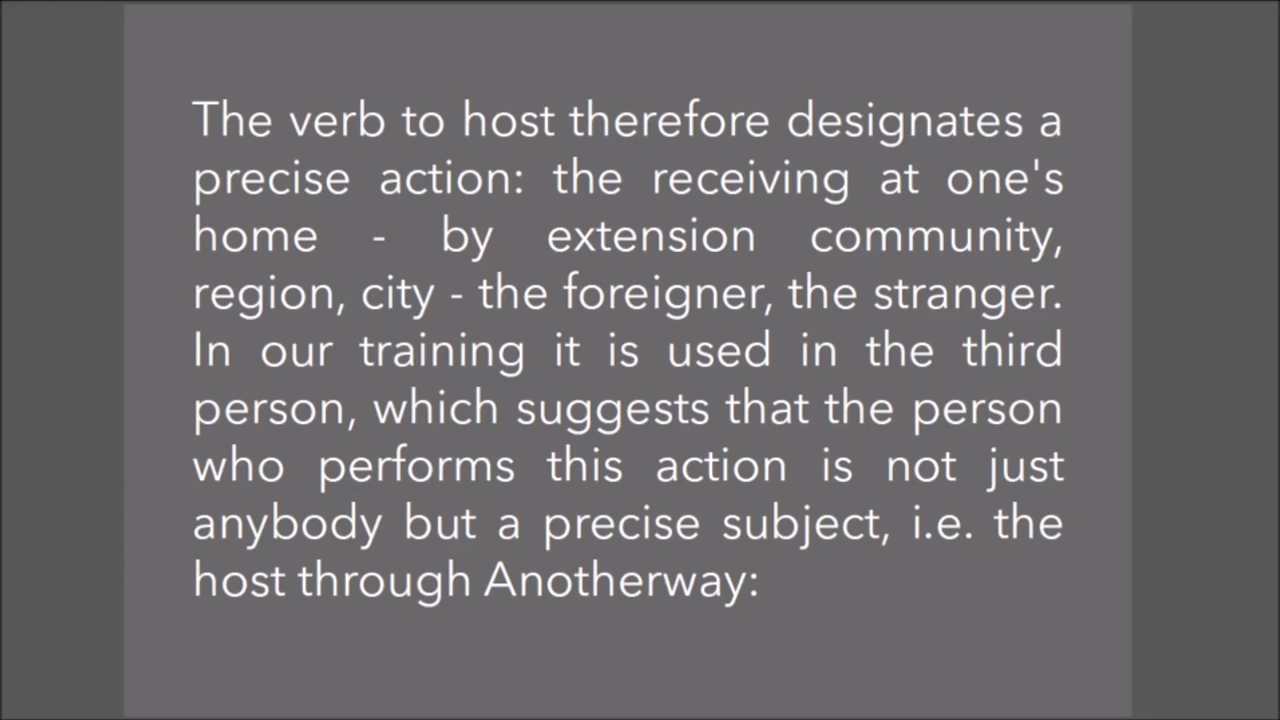 The verb to host therefore designates a
precise action: the receiving at one's
home - by extension community,
region, city - the foreigner, the stranger.
In our training it is used in the third
person, which suggests that the person
who performs this action is not just
anybody but a precise subject, i.e. the
host through Anotherway: